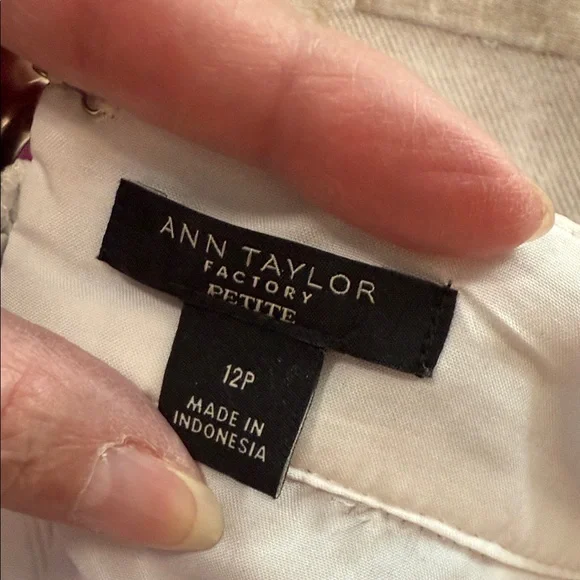 ANN TAYLOR
FACTORY
PETITE
12P
MADE IN
INDONESIA